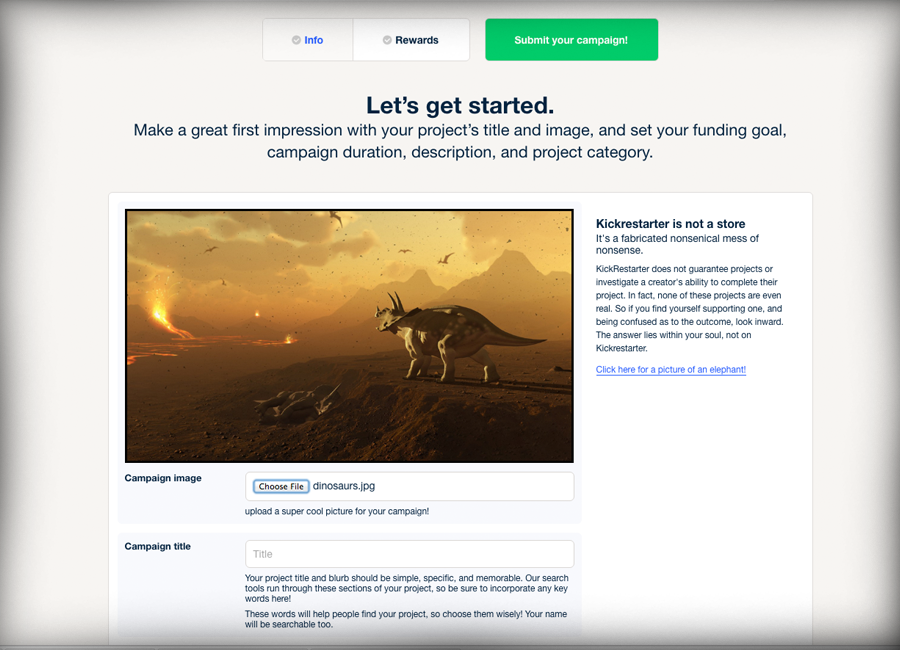 Info
Rewards
Submit your campaign!
Let's get started.
Make a great first impression with your project's title and image, and set your funding goal,
campaign duration, description, and project category.
Kickrestarter is not a store
It's a fabricated nonsenical mess of
nonsense.
KickRestarter does not guarantee projects or
investigate a creator's ability to complete their
project. In fact, none of these projects are even
real. So if you find yourself supporting one, and
being confused as to the outcome, look inward.
The answer lies within your soul, not on
Kickrestarter.
Click here for a picture of an elephant!
Campaign image
Choose File dinosaurs.jpg
upload a super cool picture for your campaign!
Campaign title
Title
Your project title and blurb should be simple, specific, and memorable. Our search
tools run through these sections of your project, so be sure to incorporate any key
words here!
These words will help people find your project, so choose them wisely! Your name
will be searchable too.